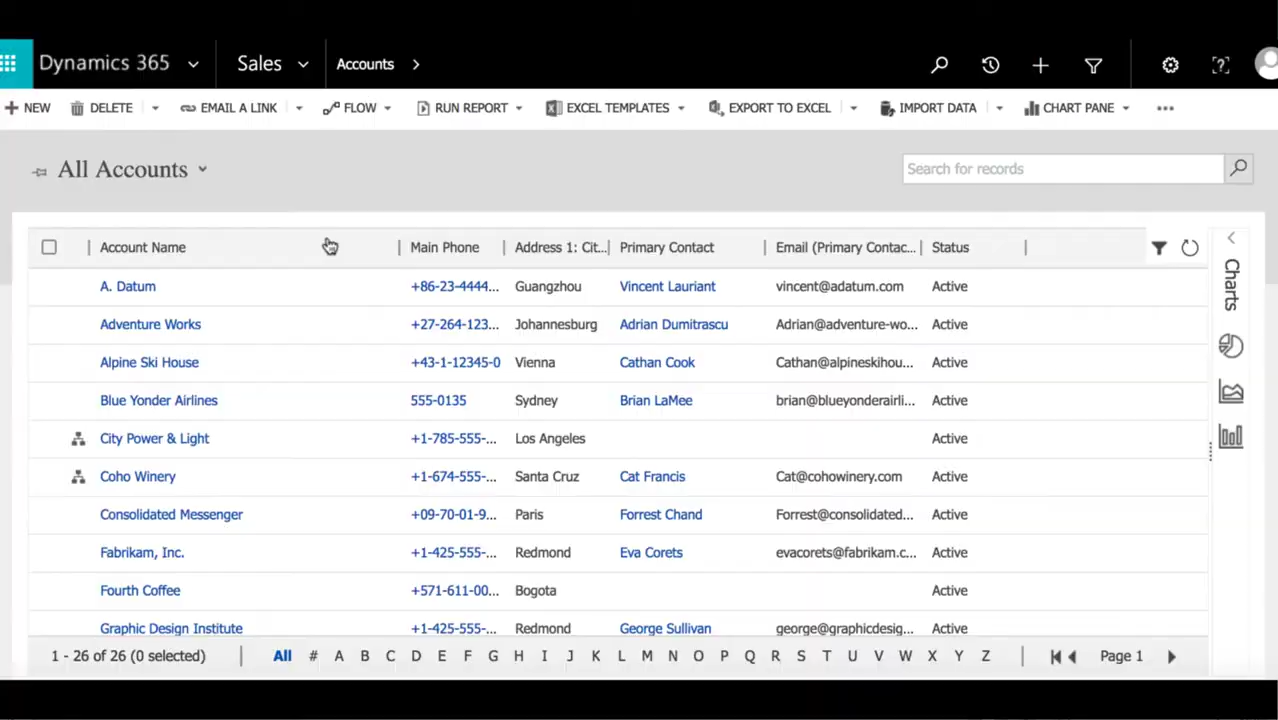 Dynamics 365 Sales Accounts
NEW DELETE EMAIL A LINK FLOW RUN REPORT EXCEL TEMPLATES EXPORT TO EXCEL IMPORT DATA CHART PANE
All Accounts Search for records
Account Name Main Phone Address 1: Cit... Primary Contact Email (Primary Contac... Status
A. Datum +86-23-4444... Guangzhou Vincent Lauriant vincent@adatum.com Active
Adventure Works +27-264-123... Johannesburg Adrian Dumitrascu Adrian@adventure-wo... Active
Alpine Ski House +43-1-12345-0 Vienna Cathan Cook Cathan@alpineskihou... Active
Blue Yonder Airlines 555-0135 Sydney Brian LaMee brian@blueyonderairli... Active
City Power & Light +1-785-555-... Los Angeles Active
Coho Winery +1-674-555-... Santa Cruz Cat Francis Cat@cohowinery.com Active
Consolidated Messenger +09-70-01-9... Paris Forrest Chand Forrest@consolidated... Active
Fabrikam, Inc. +1-425-555-... Redmond Eva Corets evacorets@fabrikam.c... Active
Fourth Coffee +571-611-00... Bogota Active
Graphic Design Institute +1-425-555-... Redmond George Sullivan george@graphicdesig... Active
1 - 26 of 26 (0 selected) All # A B C D E F G H I J K L M N O P Q R S T U V W X Y Z Page 1
Charts